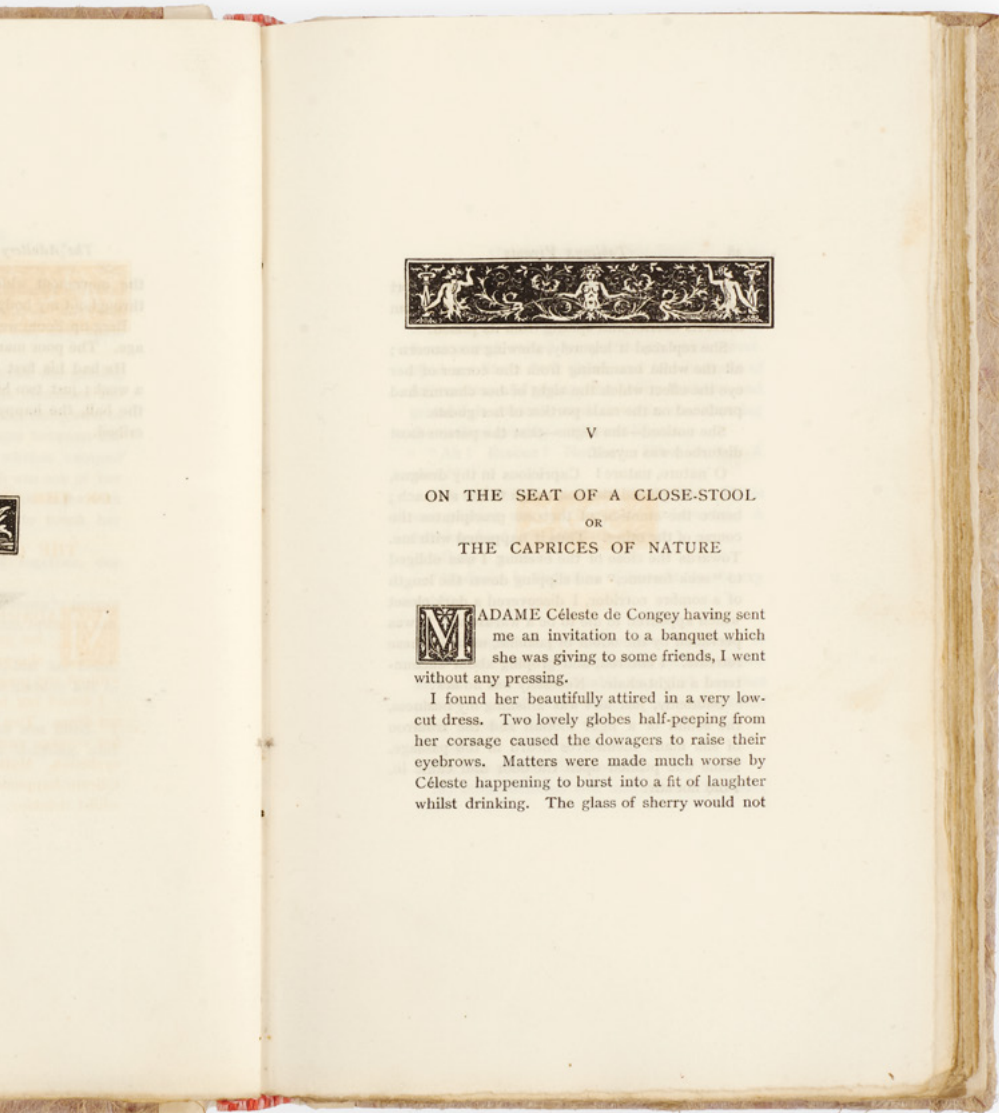 V
ON THE SEAT OF A CLOSE-STOOL
OR
THE CAPRICES OF NATURE
MADAME Céleste de Congey having sent
me an invitation to a banquet which
she was giving to some friends, I went
without any pressing.
I found her beautifully attired in a very low-
cut dress. Two lovely globes half-peeping from
her corsage caused the dowagers to raise their
eyebrows. Matters were made much worse by
Céleste happening to burst into a fit of laughter
whilst drinking. The glass of sherry would not